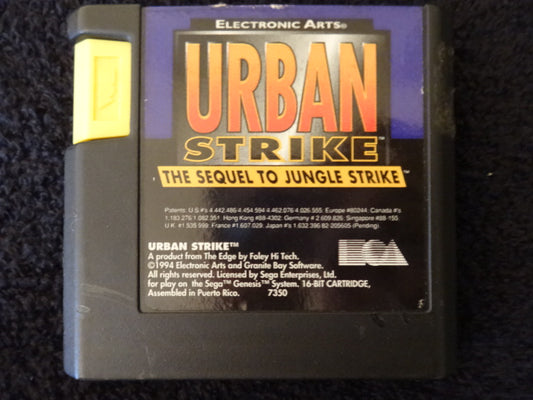 ELECTRONIC ARTS®
URBAN
STRIKE™
THE SEQUEL TO JUNGLE STRIKE™
Patents: U.S.#'s 4,442,486 4,454,594 4,462,076 4,026,555; Europe #80244; Canada #'s
1,183,276 1,082,351; Hong Kong #88-4302; Germany # 2,609,826; Singapore #88-155
U.K. #1,535,999; France #1,607,029; Japan #'s 1,632,396 82-205605 (Pending).
URBAN STRIKE™
A product from The Edge by Foley Hi Tech.
©1994 Electronic Arts and Granite Bay Software.
All rights reserved. Licensed by Sega Enterprises, Ltd.
for play on the Sega™ Genesis™ System. 16-BIT CARTRIDGE,
Assembled in Puerto Rico. 7350
EA